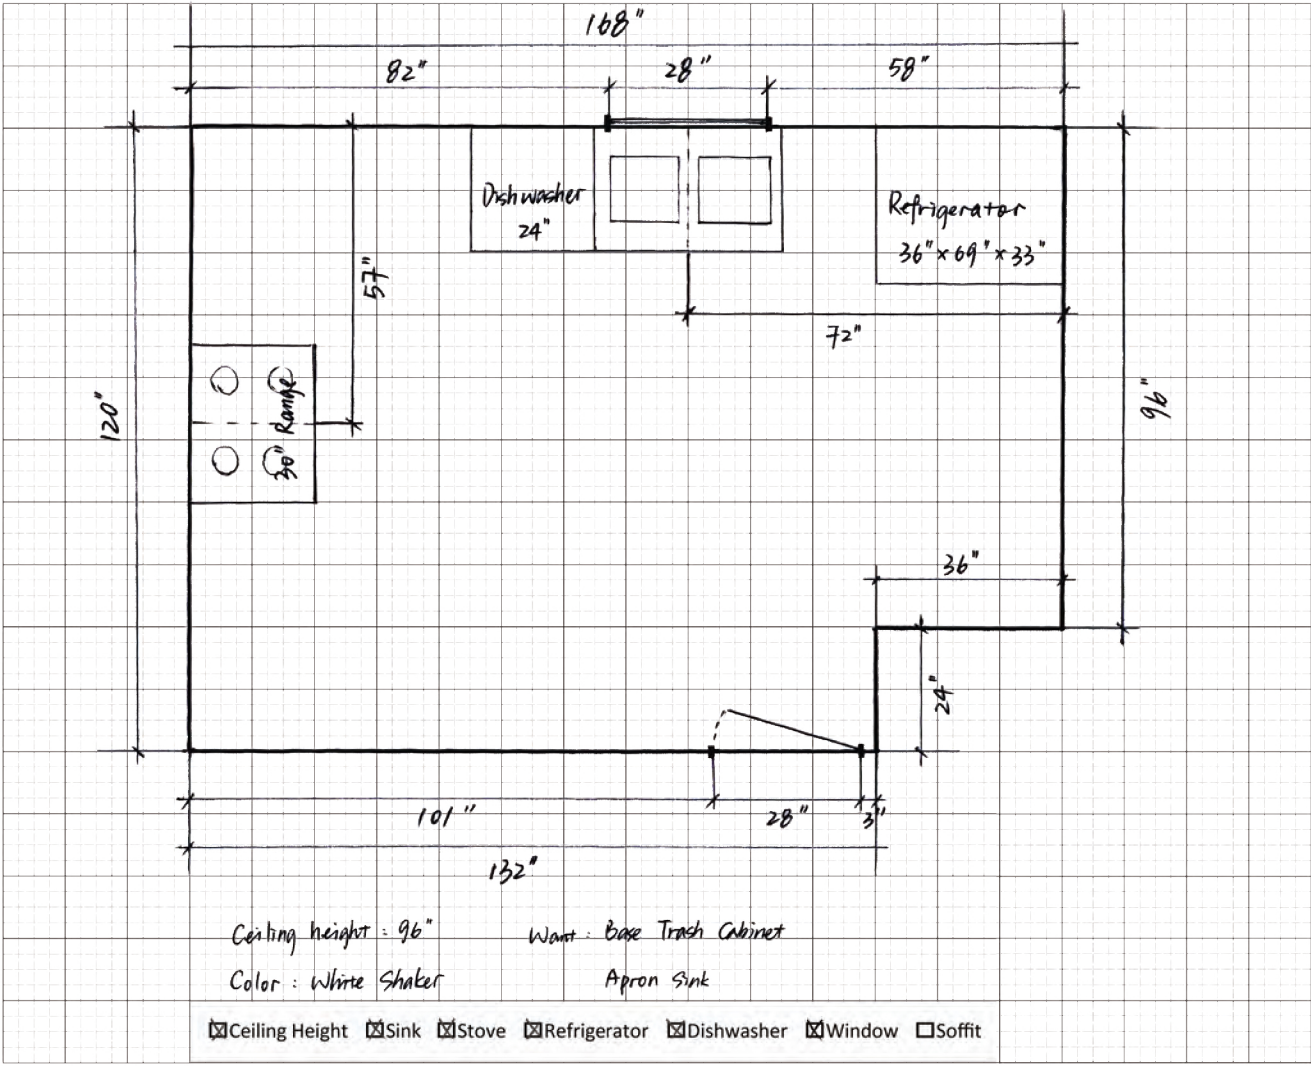 168"
82"
28"
58"
Dishwasher
24"
Refrigerator
36" x 69" x 33"
57"
72"
120"
30" Range
96"
36"
24"
101"
28"
3"
132"
Ceiling height : 96"
Want : Base Trash Cabinet
Color : White Shaker
Apron Sink
☒Ceiling Height ☒Sink ☒Stove ☒Refrigerator ☒Dishwasher ☒Window ☐Soffit